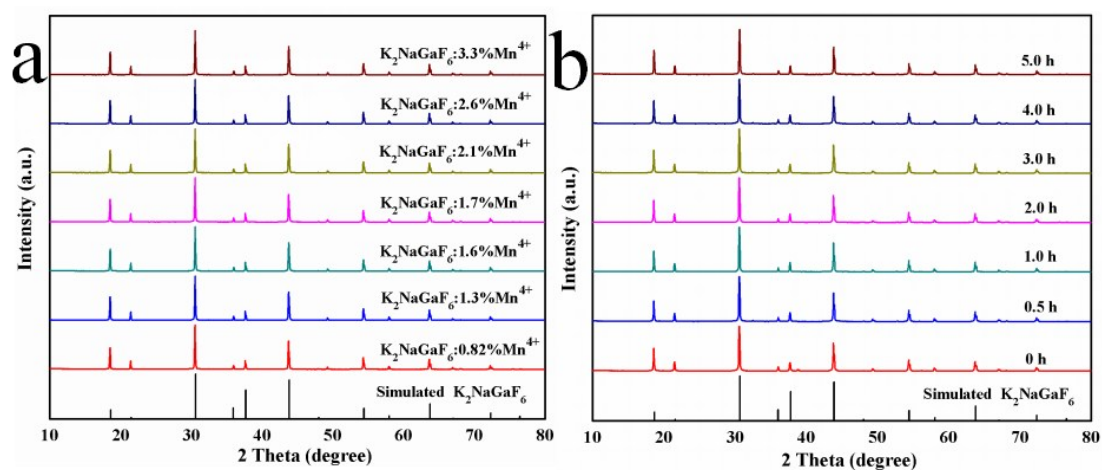 a
K₂NaGaF₆:3.3%Mn⁴⁺
K₂NaGaF₆:2.6%Mn⁴⁺
K₂NaGaF₆:2.1%Mn⁴⁺
K₂NaGaF₆:1.7%Mn⁴⁺
K₂NaGaF₆:1.6%Mn⁴⁺
K₂NaGaF₆:1.3%Mn⁴⁺
K₂NaGaF₆:0.82%Mn⁴⁺
Simulated K₂NaGaF₆
Intensity (a.u.)
10 20 30 40 50 60 70 80
2 Theta (degree)
b
5.0 h
4.0 h
3.0 h
2.0 h
1.0 h
0.5 h
0 h
Simulated K₂NaGaF₆
Intensity (a.u.)
10 20 30 40 50 60 70 80
2 Theta (degree)